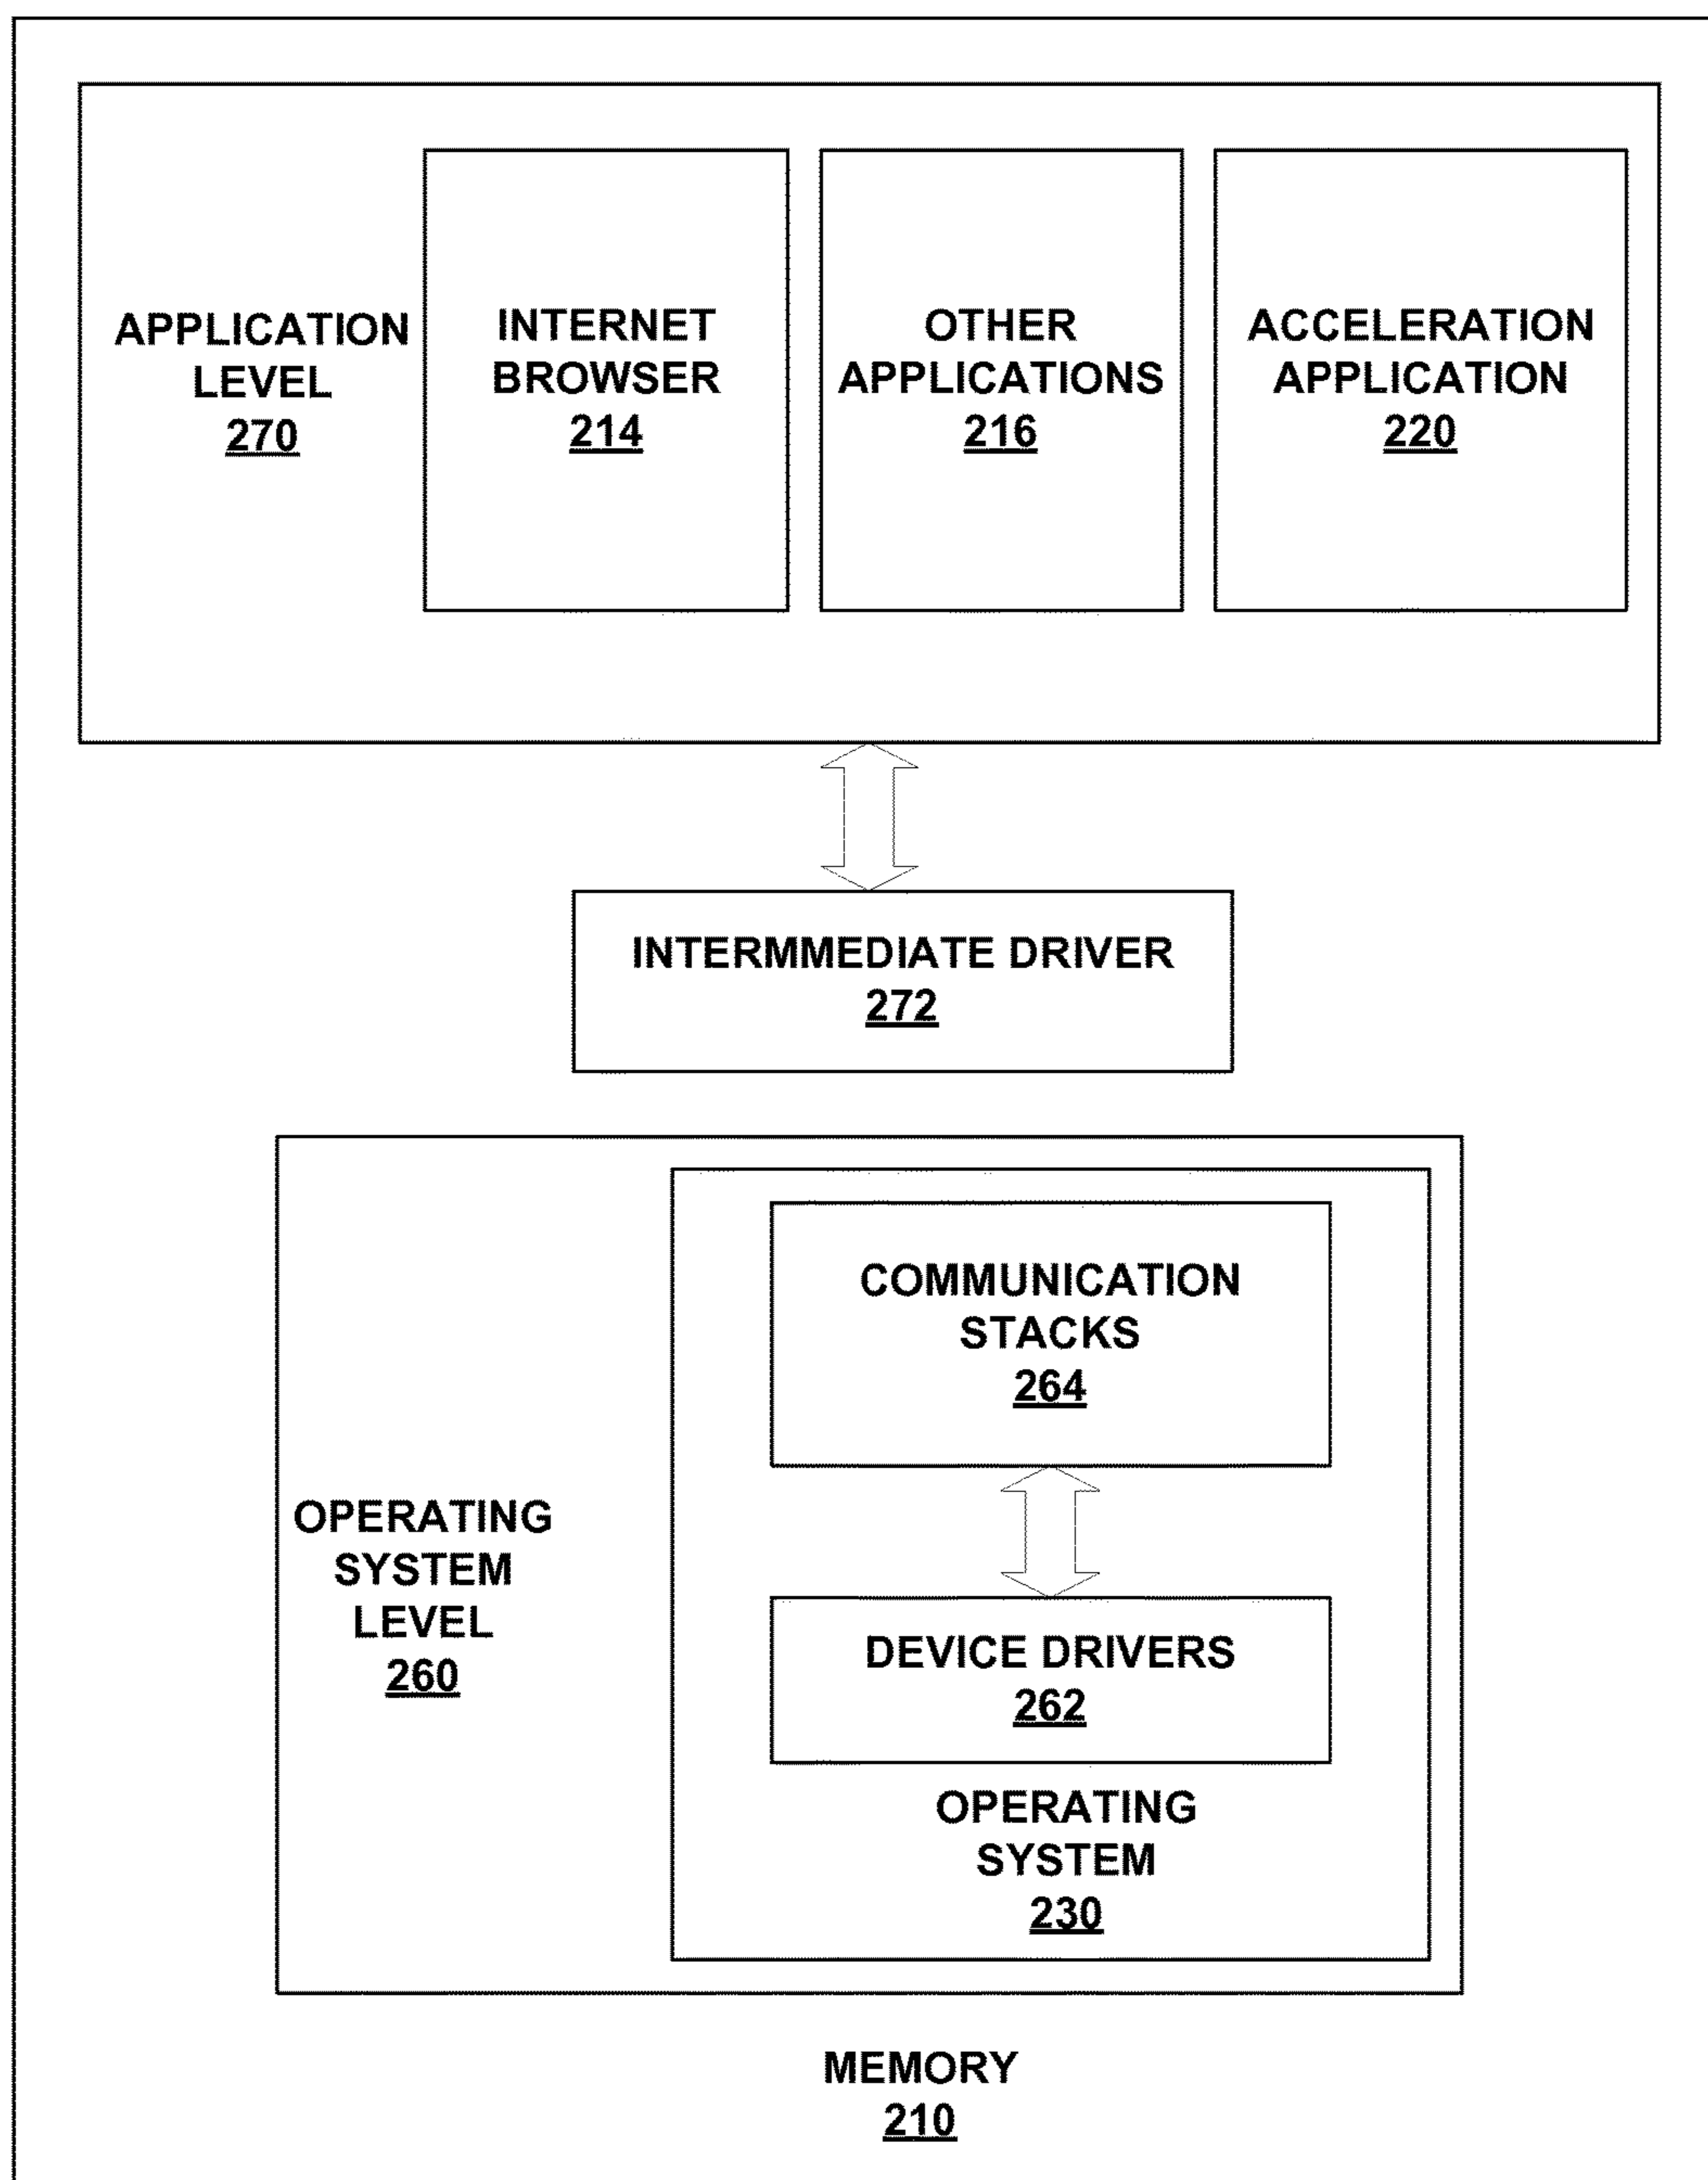 APPLICATION
LEVEL
270
INTERNET
BROWSER
214
OTHER
APPLICATIONS
216
ACCELERATION
APPLICATION
220
INTERMMEDIATE DRIVER
272
OPERATING
SYSTEM
LEVEL
260
COMMUNICATION
STACKS
264
DEVICE DRIVERS
262
OPERATING
SYSTEM
230
MEMORY
210